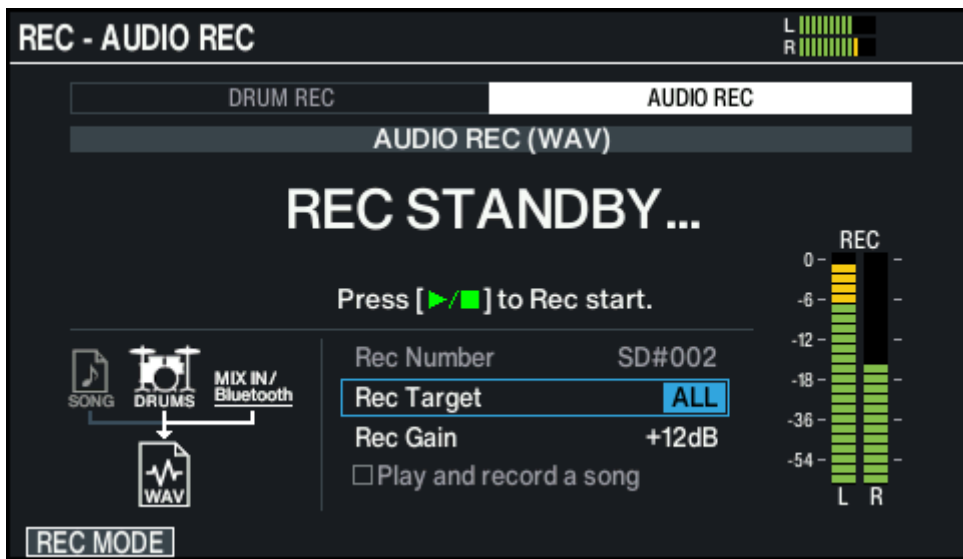 REC - AUDIO REC
L
R
DRUM REC AUDIO REC
AUDIO REC (WAV)
REC STANDBY...
Press [▶/■] to Rec start.
SONG DRUMS MIX IN/
Bluetooth
WAV
Rec Number SD#002
Rec Target ALL
Rec Gain +12dB
□ Play and record a song
REC
0
-6
-12
-18
-36
-54
L R
REC MODE